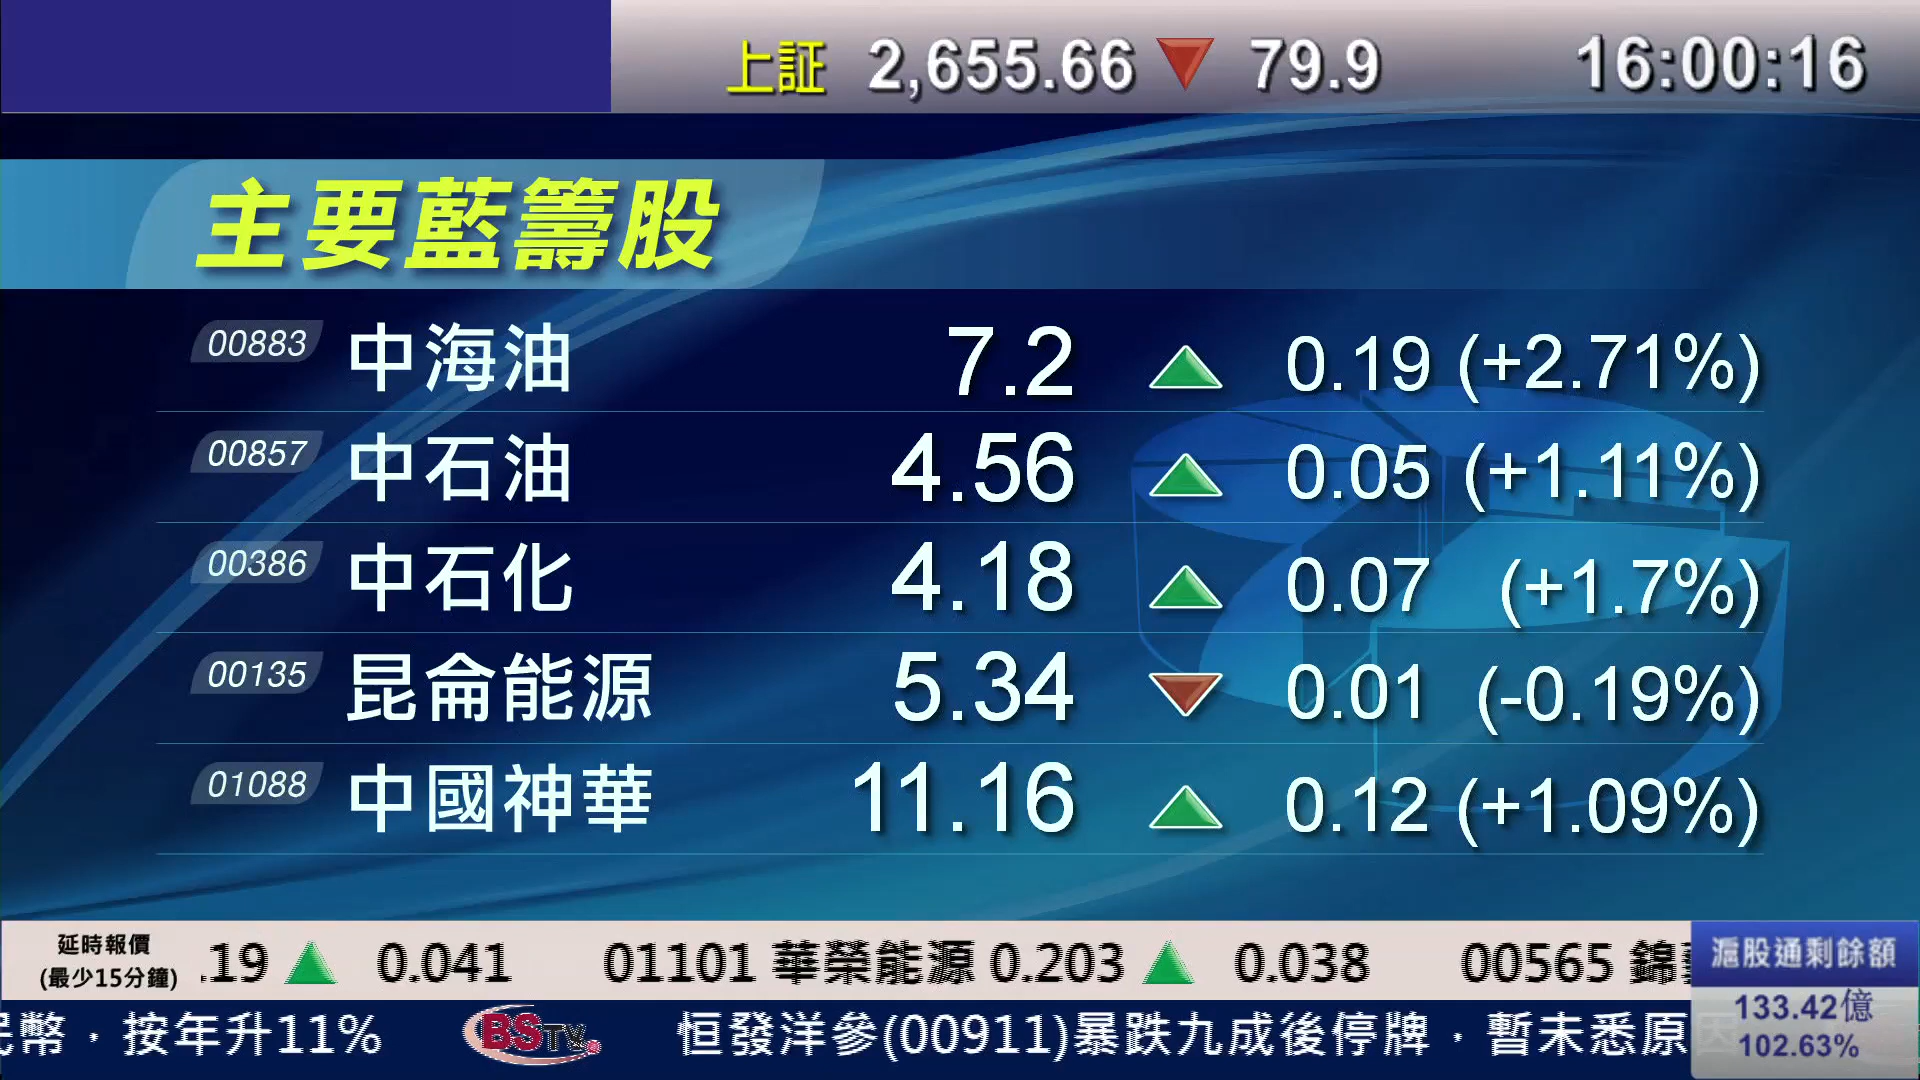 上証 2,655.66 ▼ 79.9 16:00:16
主要藍籌股
00883 中海油 7.2 ▲ 0.19 (+2.71%)
00857 中石油 4.56 ▲ 0.05 (+1.11%)
00386 中石化 4.18 ▲ 0.07 (+1.7%)
00135 昆侖能源 5.34 ▼ 0.01 (-0.19%)
01088 中國神華 11.16 ▲ 0.12 (+1.09%)
延時報價
(最少15分鐘)
.19 ▲ 0.041 01101 華榮能源 0.203 ▲ 0.038 00565 錦
滬股通剩餘額
133.42億
102.63%
民幣，按年升11% BSTV 恒發洋參(00911)暴跌九成後停牌，暫未悉原因